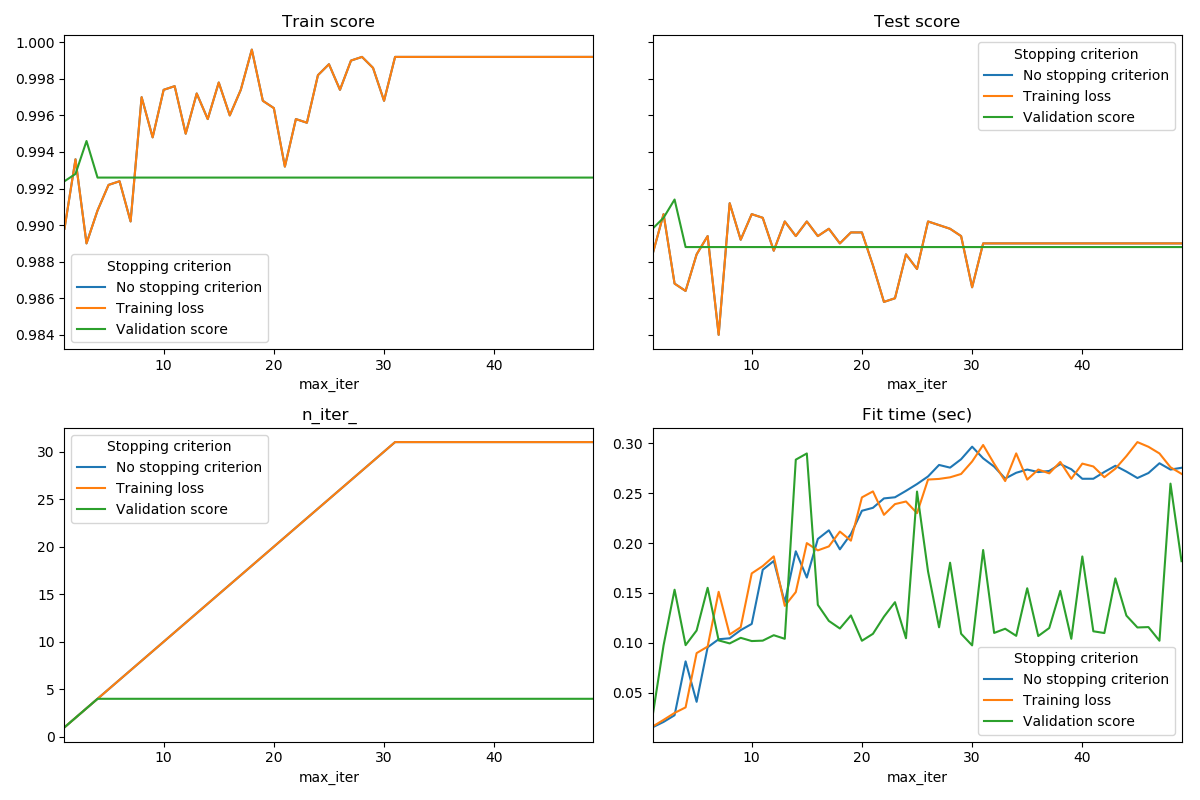 Train score
1.000
0.998
0.996
0.994
0.992
0.990
0.988
0.986
0.984
Stopping criterion
No stopping criterion
Training loss
Validation score
10
20
30
40
max_iter
Test score
Stopping criterion
No stopping criterion
Training loss
Validation score
10
20
30
40
max_iter
n_iter_
30
25
20
15
10
5
0
Stopping criterion
No stopping criterion
Training loss
Validation score
10
20
30
40
max_iter
Fit time (sec)
0.30
0.25
0.20
0.15
0.10
0.05
Stopping criterion
No stopping criterion
Training loss
Validation score
10
20
30
40
max_iter